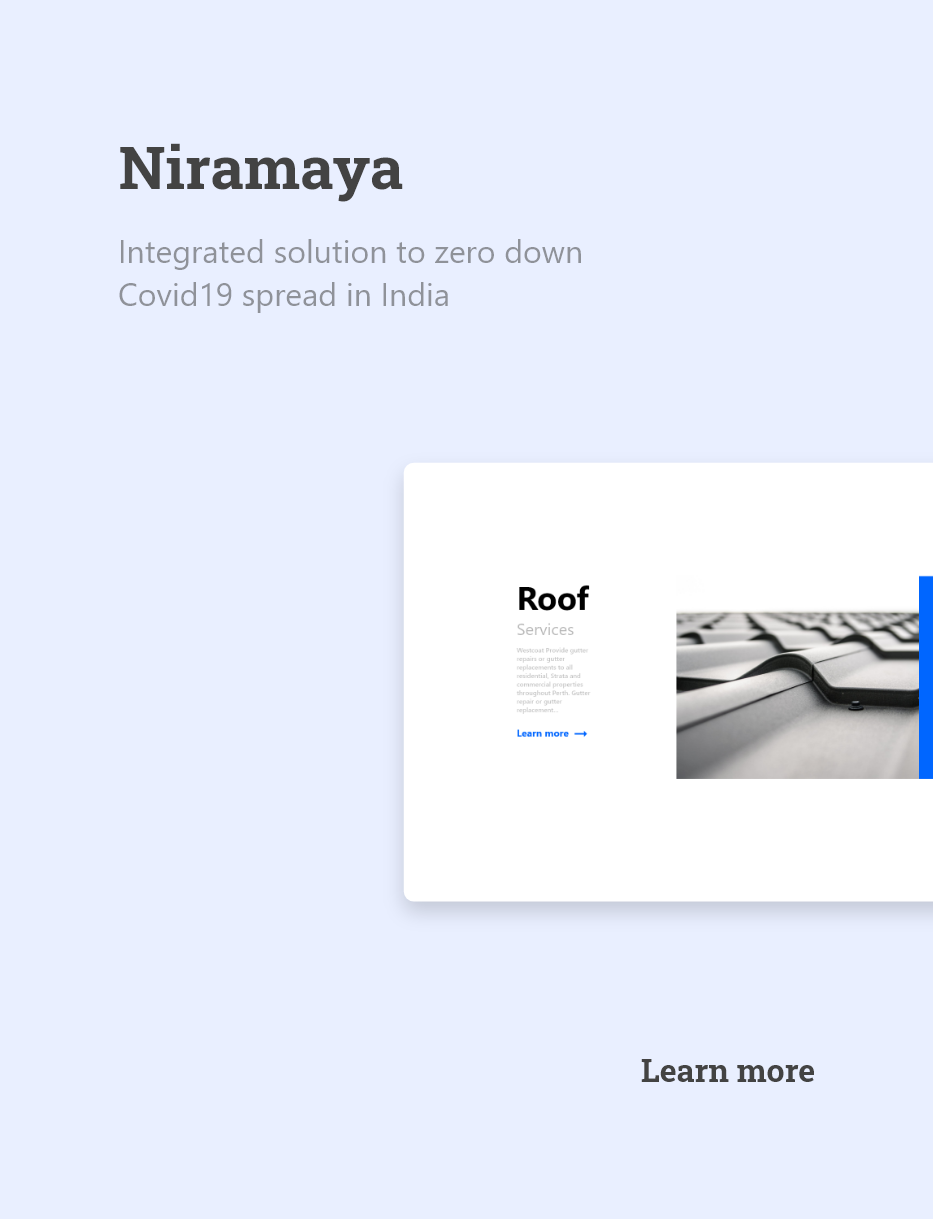 Niramaya
Integrated solution to zero down
Covid19 spread in India
Roof
Services
Westcoat Provide gutter
repairs or gutter
replacements to all
residential, Strata and
commercial properties
throughout Perth. Gutter
repair or gutter
replacement...
Learn more
Learn more